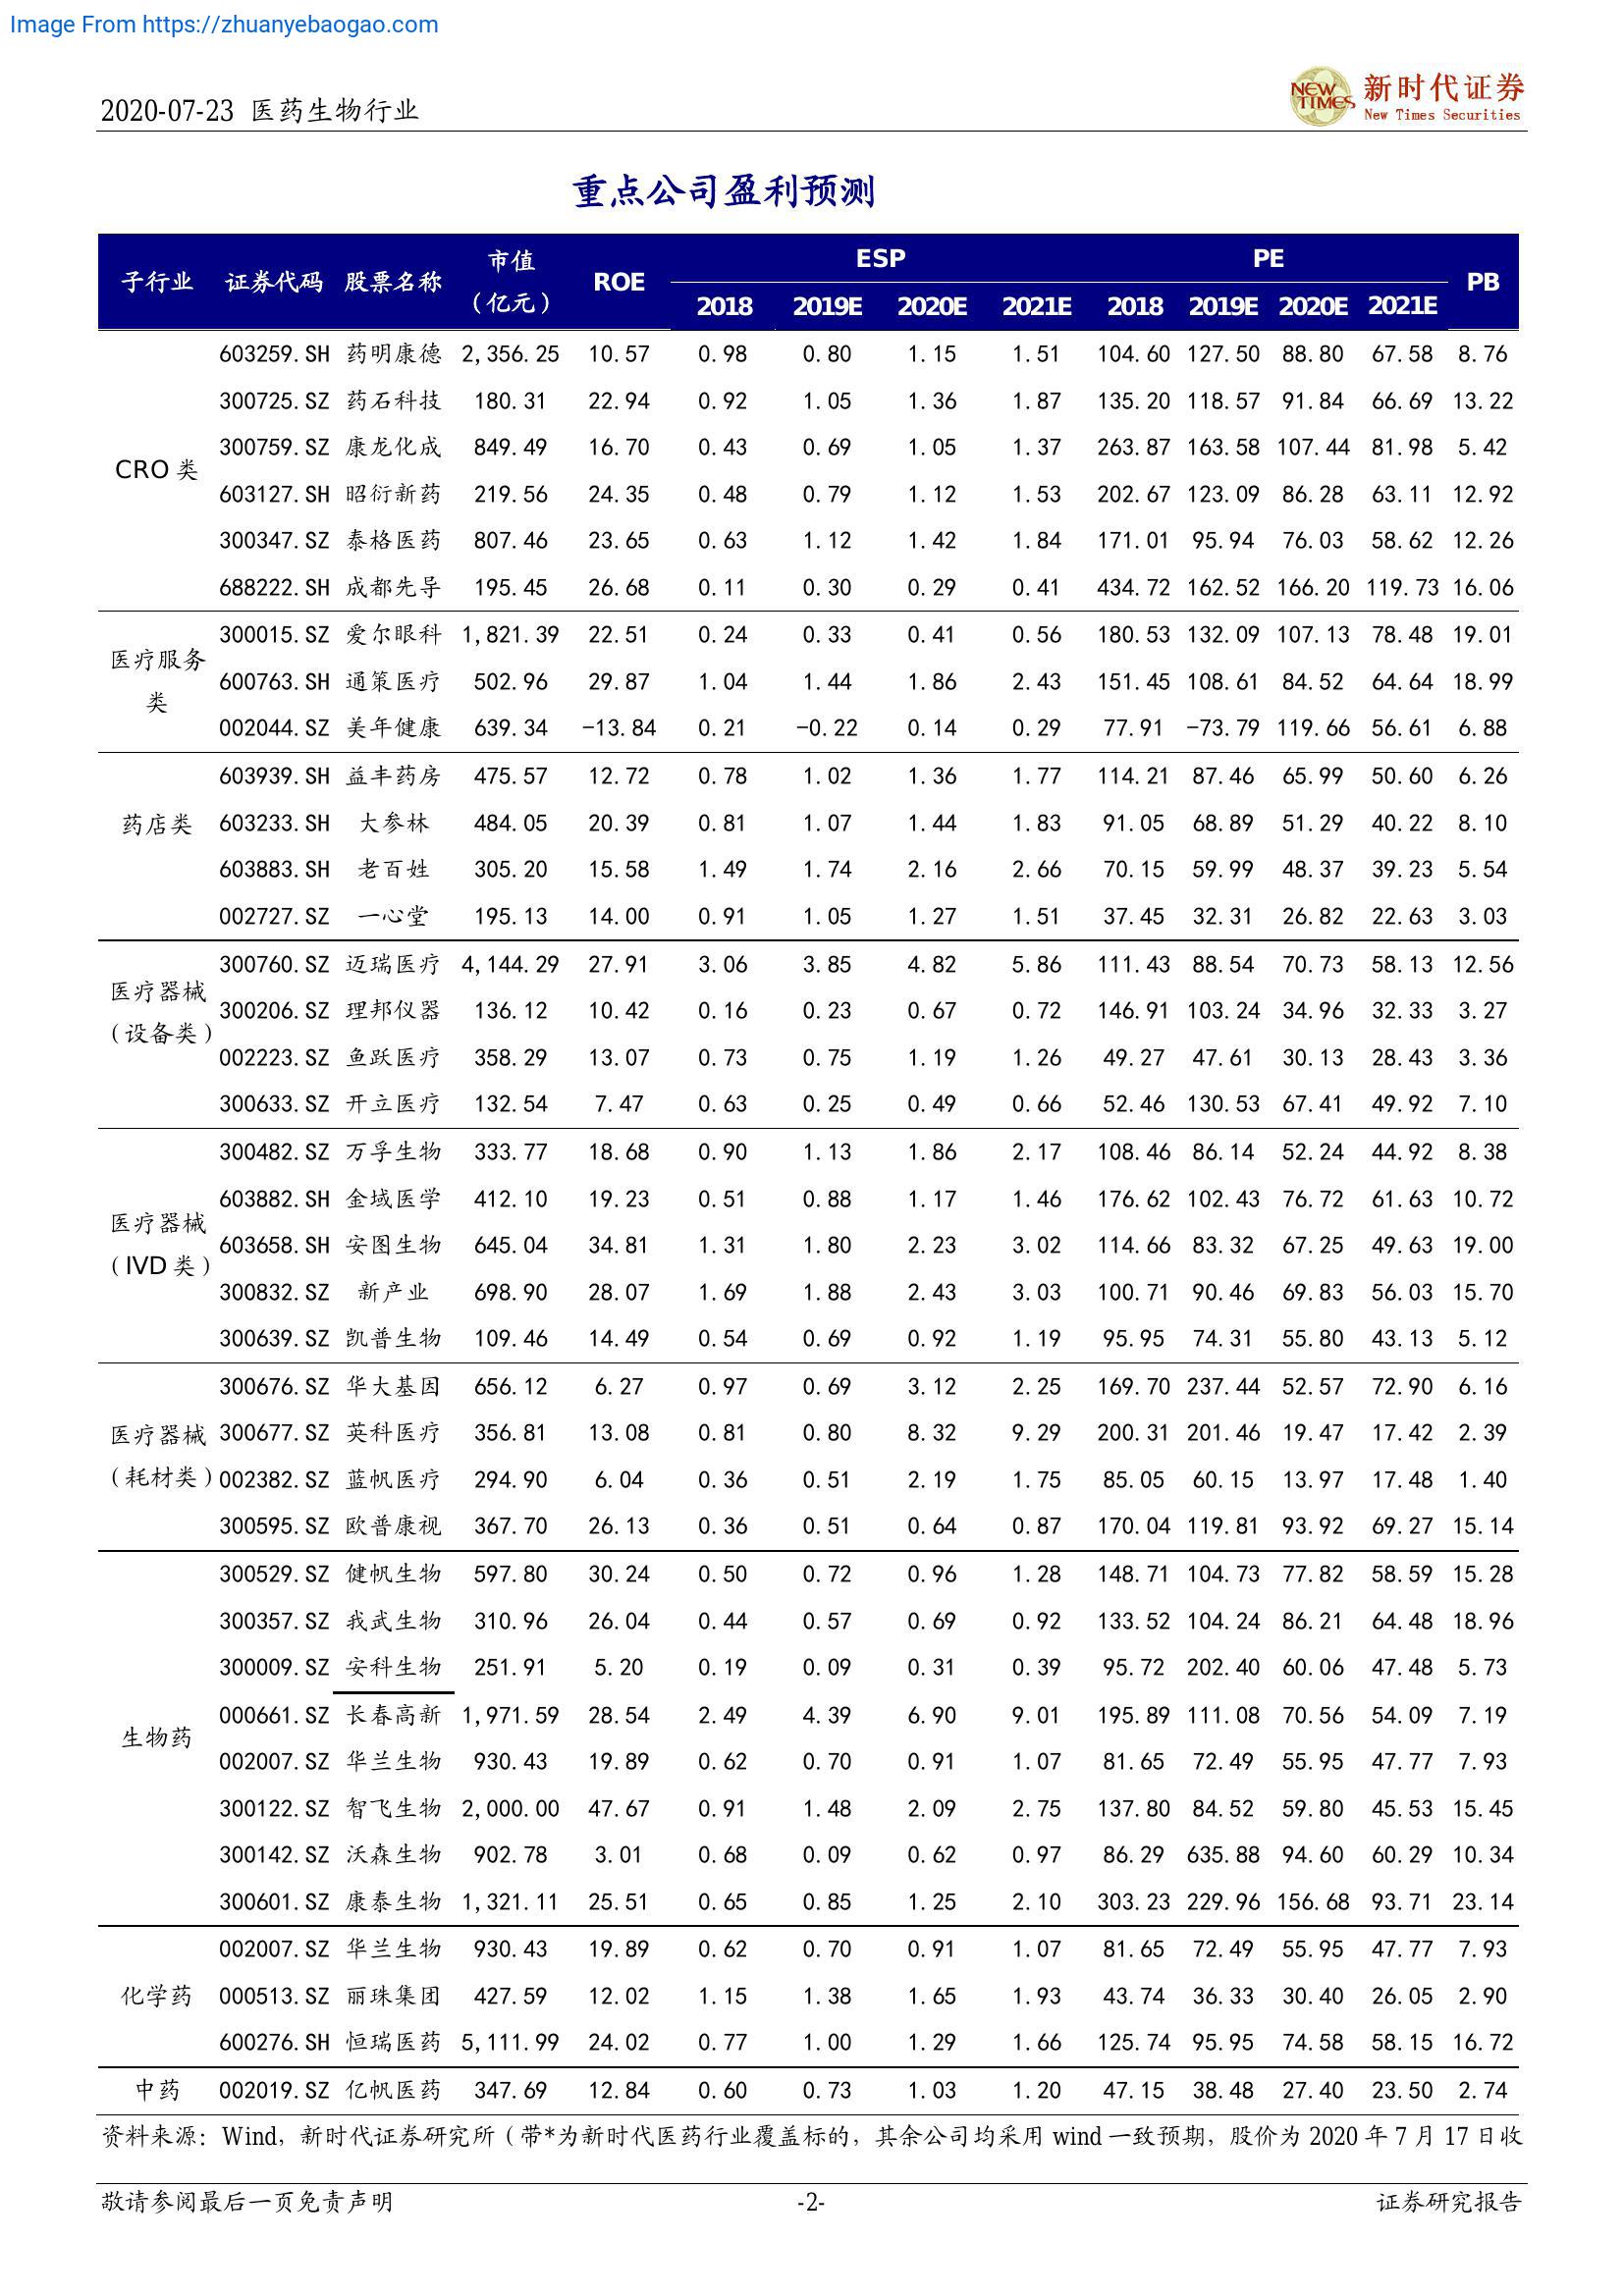 Image From https://zhuanyebaogao.com
2020-07-23 医药生物行业
NEW TIMES 新时代证券
New Times Securities
重点公司盈利预测
子行业 证券代码 股票名称 市值（亿元） ROE ESP PE PB
2018 2019E 2020E 2021E 2018 2019E 2020E 2021E
CRO 类
603259.SH 药明康德 2,356.25 10.57 0.98 0.80 1.15 1.51 104.60 127.50 88.80 67.58 8.76
300725.SZ 药石科技 180.31 22.94 0.92 1.05 1.36 1.87 135.20 118.57 91.84 66.69 13.22
300759.SZ 康龙化成 849.49 16.70 0.43 0.69 1.05 1.37 263.87 163.58 107.44 81.98 5.42
603127.SH 昭衍新药 219.56 24.35 0.48 0.79 1.12 1.53 202.67 123.09 86.28 63.11 12.92
300347.SZ 泰格医药 807.46 23.65 0.63 1.12 1.42 1.84 171.01 95.94 76.03 58.62 12.26
688222.SH 成都先导 195.45 26.68 0.11 0.30 0.29 0.41 434.72 162.52 166.20 119.73 16.06
医疗服务类
300015.SZ 爱尔眼科 1,821.39 22.51 0.24 0.33 0.41 0.56 180.53 132.09 107.13 78.48 19.01
600763.SH 通策医疗 502.96 29.87 1.04 1.44 1.86 2.43 151.45 108.61 84.52 64.64 18.99
002044.SZ 美年健康 639.34 -13.84 0.21 -0.22 0.14 0.29 77.91 -73.79 119.66 56.61 6.88
药店类
603939.SH 益丰药房 475.57 12.72 0.78 1.02 1.36 1.77 114.21 87.46 65.99 50.60 6.26
603233.SH 大参林 484.05 20.39 0.81 1.07 1.44 1.83 91.05 68.89 51.29 40.22 8.10
603883.SH 老百姓 305.20 15.58 1.49 1.74 2.16 2.66 70.15 59.99 48.37 39.23 5.54
002727.SZ 一心堂 195.13 14.00 0.91 1.05 1.27 1.51 37.45 32.31 26.82 22.63 3.03
医疗器械（设备类）
300760.SZ 迈瑞医疗 4,144.29 27.91 3.06 3.85 4.82 5.86 111.43 88.54 70.73 58.13 12.56
300206.SZ 理邦仪器 136.12 10.42 0.16 0.23 0.67 0.72 146.91 103.24 34.96 32.33 3.27
002223.SZ 鱼跃医疗 358.29 13.07 0.73 0.75 1.19 1.26 49.27 47.61 30.13 28.43 3.36
300633.SZ 开立医疗 132.54 7.47 0.63 0.25 0.49 0.66 52.46 130.53 67.41 49.92 7.10
医疗器械（IVD 类）
300482.SZ 万孚生物 333.77 18.68 0.90 1.13 1.86 2.17 108.46 86.14 52.24 44.92 8.38
603882.SH 金域医学 412.10 19.23 0.51 0.88 1.17 1.46 176.62 102.43 76.72 61.63 10.72
603658.SH 安图生物 645.04 34.81 1.31 1.80 2.23 3.02 114.66 83.32 67.25 49.63 19.00
300832.SZ 新产业 698.90 28.07 1.69 1.88 2.43 3.03 100.71 90.46 69.83 56.03 15.70
300639.SZ 凯普生物 109.46 14.49 0.54 0.69 0.92 1.19 95.95 74.31 55.80 43.13 5.12
医疗器械（耗材类）
300676.SZ 华大基因 656.12 6.27 0.97 0.69 3.12 2.25 169.70 237.44 52.57 72.90 6.16
300677.SZ 英科医疗 356.81 13.08 0.81 0.80 8.32 9.29 200.31 201.46 19.47 17.42 2.39
002382.SZ 蓝帆医疗 294.90 6.04 0.36 0.51 2.19 1.75 85.05 60.15 13.97 17.48 1.40
300595.SZ 欧普康视 367.70 26.13 0.36 0.51 0.64 0.87 170.04 119.81 93.92 69.27 15.14
生物药
300529.SZ 健帆生物 597.80 30.24 0.50 0.72 0.96 1.28 148.71 104.73 77.82 58.59 15.28
300357.SZ 我武生物 310.96 26.04 0.44 0.57 0.69 0.92 133.52 104.24 86.21 64.48 18.96
300009.SZ 安科生物 251.91 5.20 0.19 0.09 0.31 0.39 95.72 202.40 60.06 47.48 5.73
000661.SZ 长春高新 1,971.59 28.54 2.49 4.39 6.90 9.01 195.89 111.08 70.56 54.09 7.19
002007.SZ 华兰生物 930.43 19.89 0.62 0.70 0.91 1.07 81.65 72.49 55.95 47.77 7.93
300122.SZ 智飞生物 2,000.00 47.67 0.91 1.48 2.09 2.75 137.80 84.52 59.80 45.53 15.45
300142.SZ 沃森生物 902.78 3.01 0.68 0.09 0.62 0.97 86.29 635.88 94.60 60.29 10.34
300601.SZ 康泰生物 1,321.11 25.51 0.65 0.85 1.25 2.10 303.23 229.96 156.68 93.71 23.14
化学药
002007.SZ 华兰生物 930.43 19.89 0.62 0.70 0.91 1.07 81.65 72.49 55.95 47.77 7.93
000513.SZ 丽珠集团 427.59 12.02 1.15 1.38 1.65 1.93 43.74 36.33 30.40 26.05 2.90
600276.SH 恒瑞医药 5,111.99 24.02 0.77 1.00 1.29 1.66 125.74 95.95 74.58 58.15 16.72
中药 002019.SZ 亿帆医药 347.69 12.84 0.60 0.73 1.03 1.20 47.15 38.48 27.40 23.50 2.74
资料来源：Wind，新时代证券研究所（带*为新时代医药行业覆盖标的，其余公司均采用 wind 一致预期，股价为 2020 年 7 月 17 日收
敬请参阅最后一页免责声明 -2- 证券研究报告